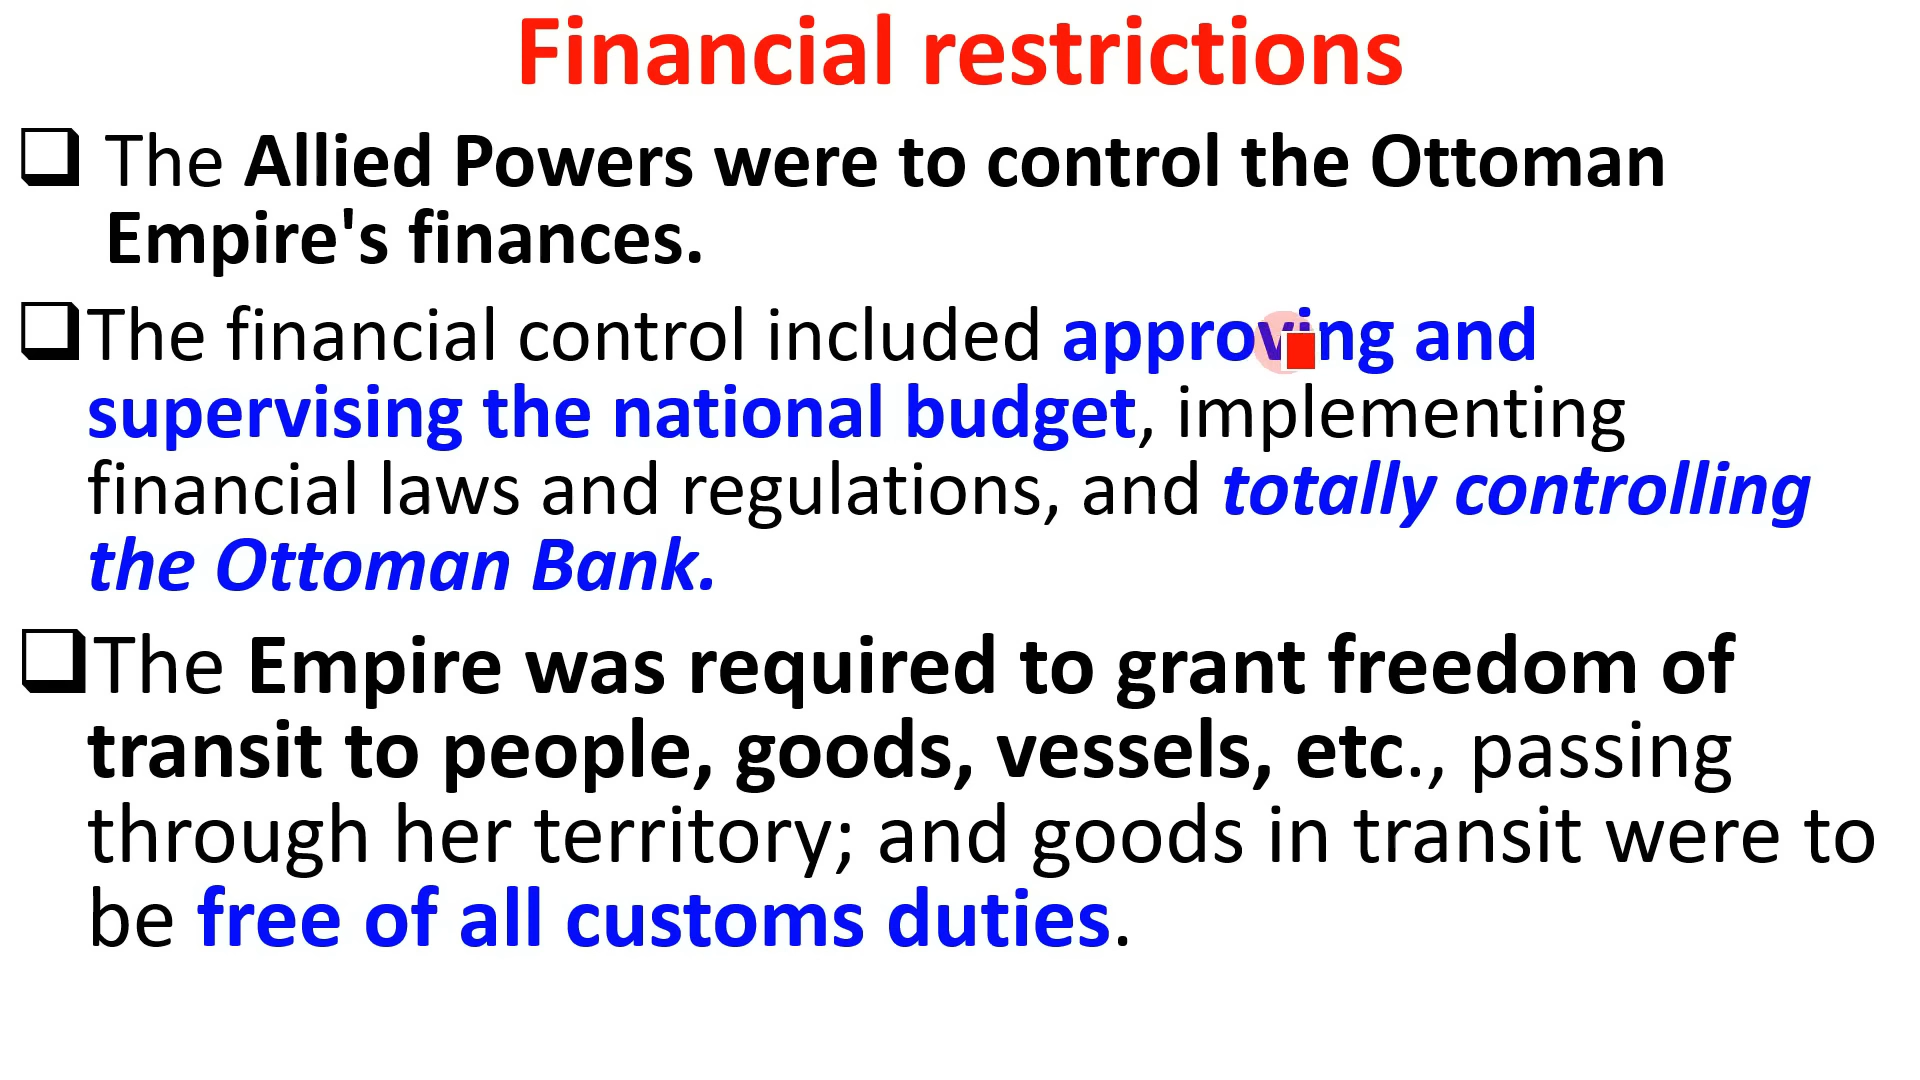 Financial restrictions
The Allied Powers were to control the Ottoman
Empire's finances.
The financial control included approving and
supervising the national budget, implementing
financial laws and regulations, and totally controlling
the Ottoman Bank.
The Empire was required to grant freedom of
transit to people, goods, vessels, etc., passing
through her territory; and goods in transit were to
be free of all customs duties.